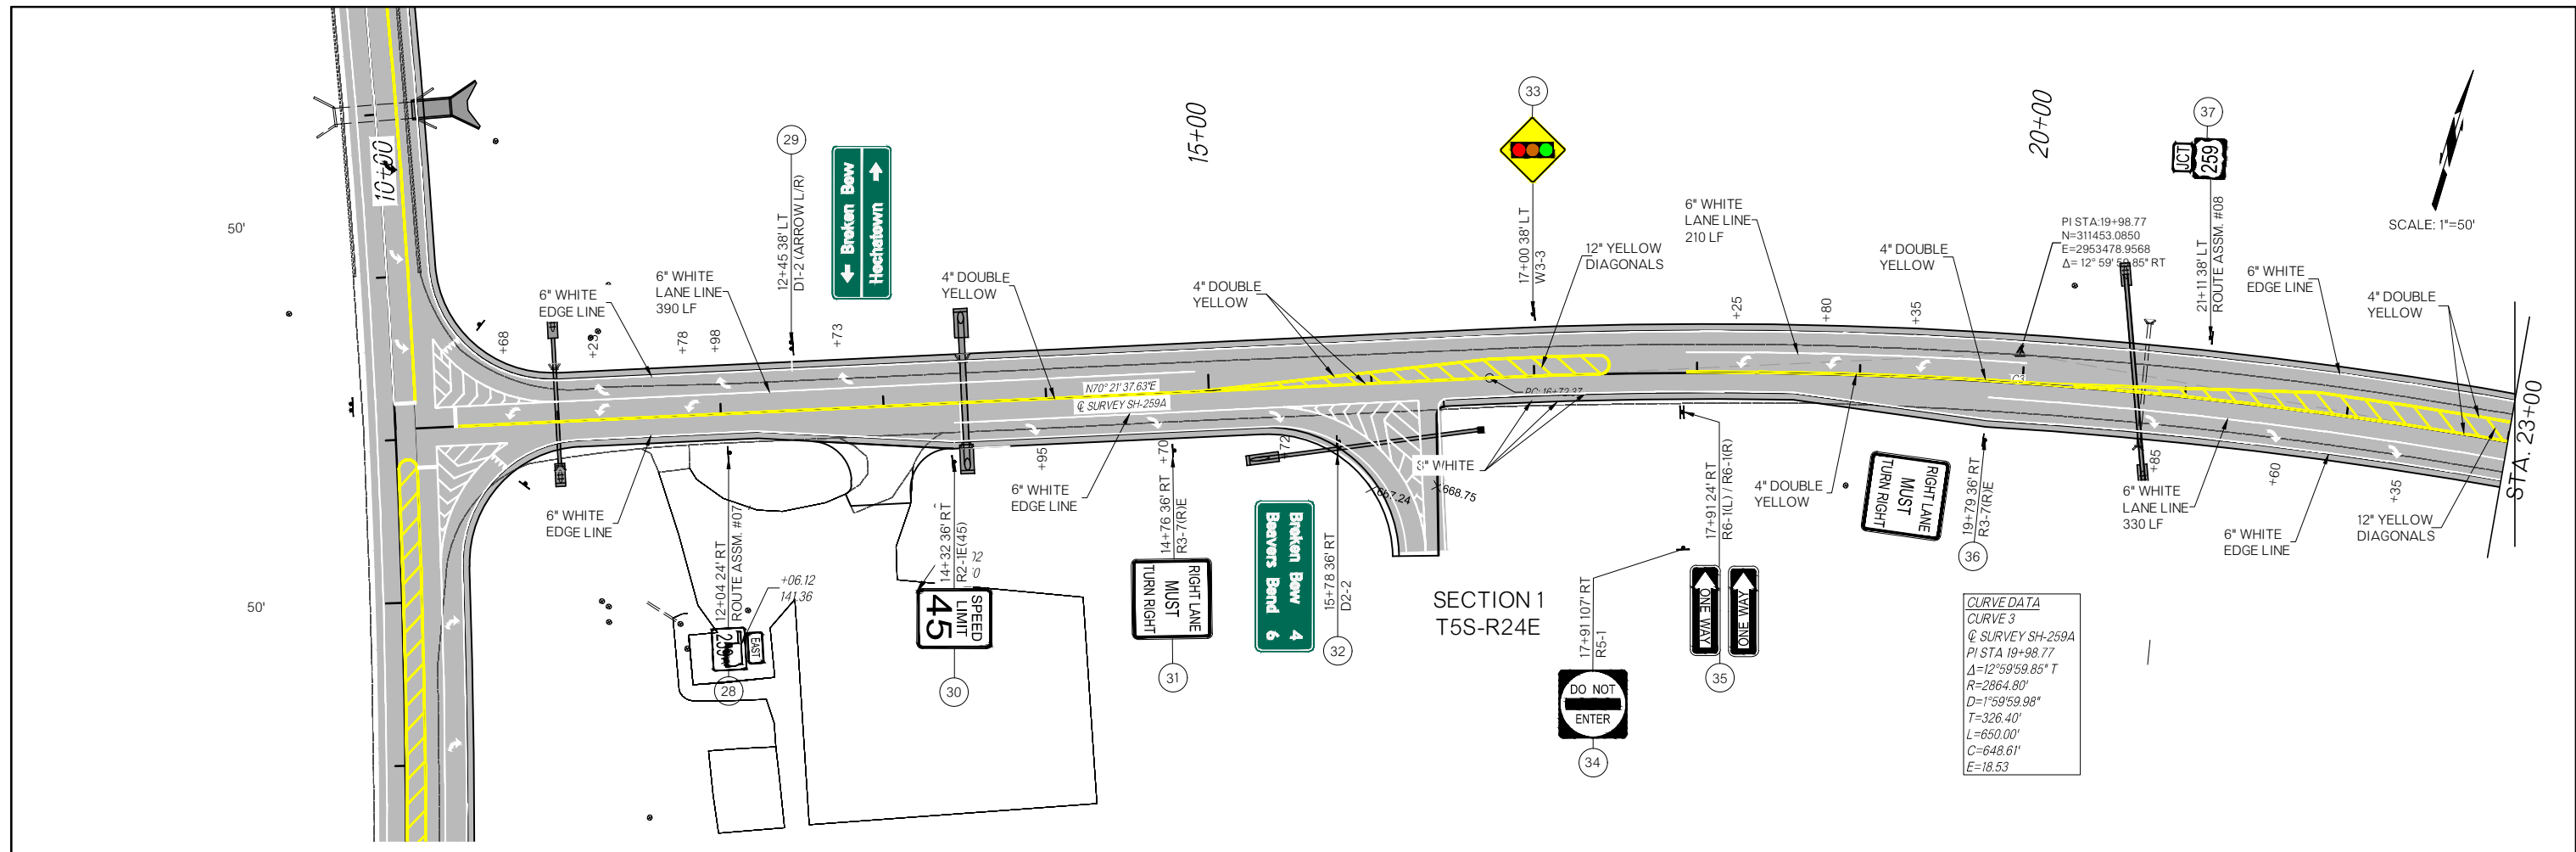 10+00
15+00
20+00
STA. 23+00
SCALE: 1"=50'
50'
50'
29
12+45 38' LT
D1-2 (ARROW L/R)
Broken Bow
Hochatown
33
17+00 38' LT
W3-3
37
JCT
259
21+11 38' LT
ROUTE ASSM. #08
PI STA:19+98.77
N=311453.0850
E=2953478.9568
6" WHITE
EDGE LINE
6" WHITE
LANE LINE
390 LF
4" DOUBLE
YELLOW
4" DOUBLE
YELLOW
12" YELLOW
DIAGONALS
6" WHITE
LANE LINE
210 LF
4" DOUBLE
YELLOW
6" WHITE
EDGE LINE
4" DOUBLE
YELLOW
+68
+78
+98
+73
+25
+80
+35
N70° 21' 37.63"E
℄ SURVEY SH-259A
+95
+70
+72
+85
+60
+35
6" WHITE
EDGE LINE
6" WHITE
EDGE LINE
WHITE
668.75
4" DOUBLE
YELLOW
6" WHITE
LANE LINE
330 LF
6" WHITE
EDGE LINE
12" YELLOW
DIAGONALS
12+04 24' RT
ROUTE ASSM. #07
+06.12
141.36
EAST
28
14+32 36' RT
R2-1E(45)
SPEED
LIMIT
45
30
14+76 36' RT
R3-7(R)E
RIGHT LANE
MUST
TURN RIGHT
31
Broken Bow 4
Beavers Bend 6
15+78 36' RT
D2-2
32
SECTION 1
T5S-R24E
17+91 107' RT
R5-1
DO NOT
ENTER
34
17+91 24' RT
R6-1(L) / R6-1(R)
ONE WAY
ONE WAY
35
RIGHT LANE
MUST
TURN RIGHT
19+79 36' RT
R3-7(R)E
36
CURVE DATA
CURVE 3
℄ SURVEY SH-259A
PI STA 19+98.77
Δ=12°59'59.85" T
R=2864.80'
D=1°59'59.98"
T=326.40'
L=650.00'
C=648.61'
E=18.53